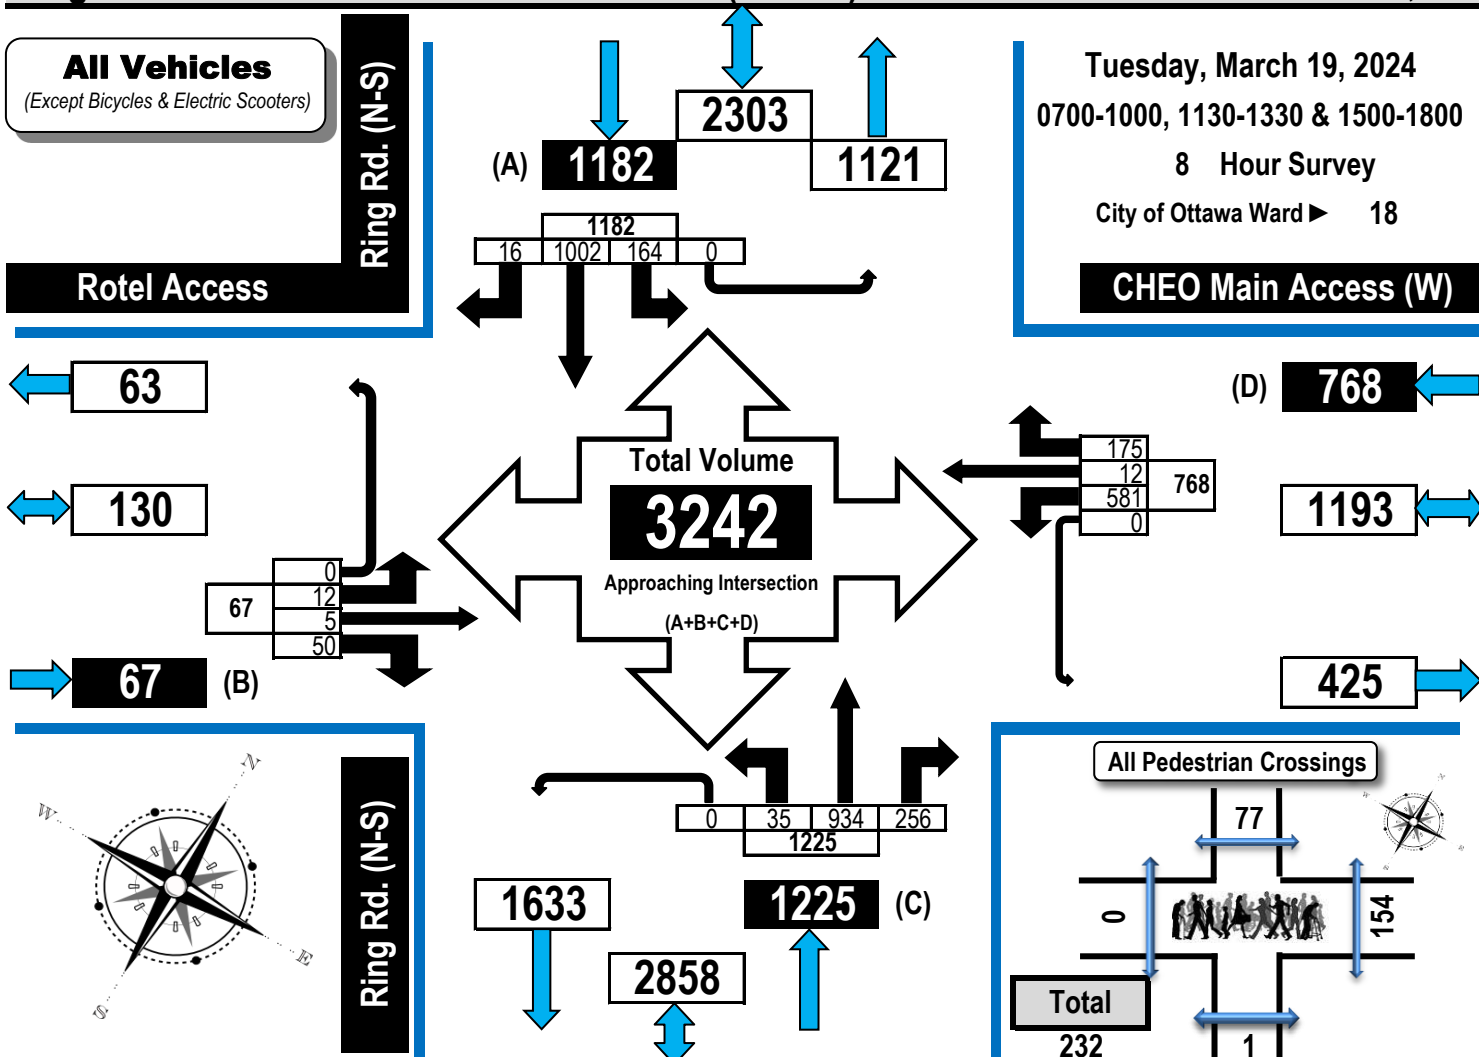 All Vehicles
(Except Bicycles & Electric Scooters)
Ring Rd. (N-S)
Rotel Access
2303
(A) 1182
1121
1182
16 1002 164 0
Tuesday, March 19, 2024
0700-1000, 1130-1330 & 1500-1800
8 Hour Survey
City of Ottawa Ward ► 18
CHEO Main Access (W)
63
130
0
12
5
50
67
67 (B)
Total Volume
3242
Approaching Intersection
(A+B+C+D)
(D) 768
175
12
581
0
768
1193
425
0 35 934 256
1225
1633
1225 (C)
2858
Ring Rd. (N-S)
N
W
E
S
All Pedestrian Crossings
77
0
154
Total
232
1